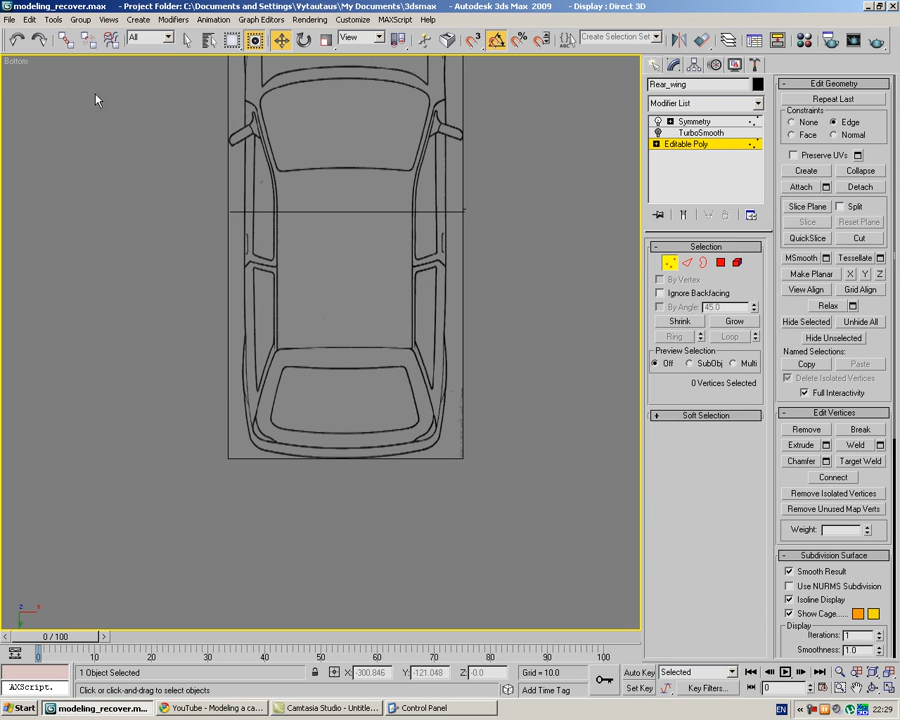 modeling_recover.max - Project Folder: C:\Documents and Settings\Vytautaus\My Documents\3dsmax - Autodesk 3ds Max 2009 - Display : Direct 3D
File Edit Tools Group Views Create Modifiers Animation Graph Editors Rendering Customize MAXScript Help
All View Create Selection Set
Bottom
Rear_wing
Modifier List
Symmetry
TurboSmooth
Editable Poly
Selection
By Vertex
Ignore Backfacing
By Angle: 45.0
Shrink Grow
Ring Loop
Preview Selection
Off SubObj Multi
0 Vertices Selected
Soft Selection
Edit Geometry
Repeat Last
Constraints
None Edge
Face Normal
Preserve UVs
Create Collapse
Attach Detach
Slice Plane Split
Slice Reset Plane
QuickSlice Cut
MSmooth Tessellate
Make Planar X Y Z
View Align Grid Align
Relax
Hide Selected Unhide All
Hide Unselected
Named Selections:
Copy Paste
Delete Isolated Vertices
Full Interactivity
Edit Vertices
Remove Break
Extrude Weld
Chamfer Target Weld
Connect
Remove Isolated Vertices
Remove Unused Map Verts
Weight:
Subdivision Surface
Smooth Result
Use NURMS Subdivision
Isoline Display
Show Cage......
Display
Iterations: 1
Smoothness: 1.0
z x
y
0 / 100
0 10 20 30 40 50 60 70 80 90 100
1 Object Selected X: -300.846 Y: -121.048 Z: -0.0 Grid = 10.0 Auto Key Selected
AXScript. Click or click-and-drag to select objects Add Time Tag Set Key Key Filters... 0
Start modeling_recover.m... YouTube - Modeling a ca... Camtasia Studio - Untitle... Control Panel EN 22:29